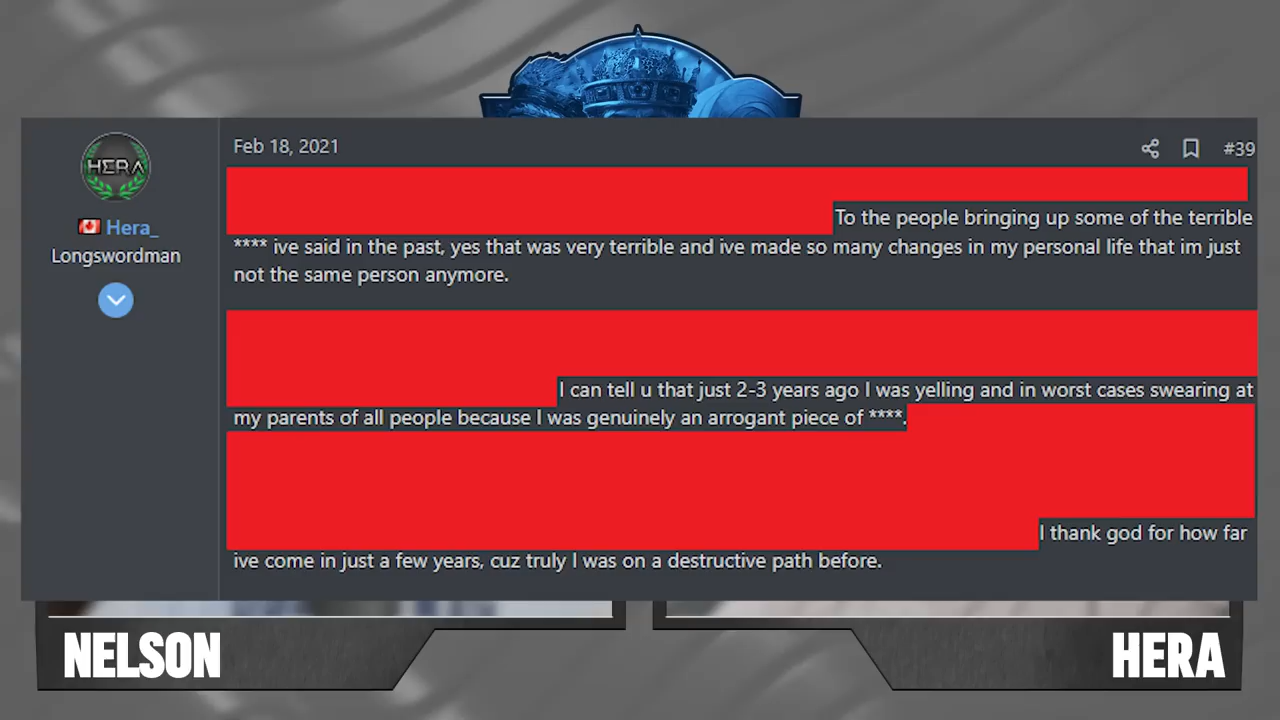 HERA
Feb 18, 2021
#39
Hera_
Longswordman
To the people bringing up some of the terrible
**** ive said in the past, yes that was very terrible and ive made so many changes in my personal life that im just
not the same person anymore.
I can tell u that just 2-3 years ago I was yelling and in worst cases swearing at
my parents of all people because I was genuinely an arrogant piece of ****.
I thank god for how far
ive come in just a few years, cuz truly I was on a destructive path before.
NELSON
HERA